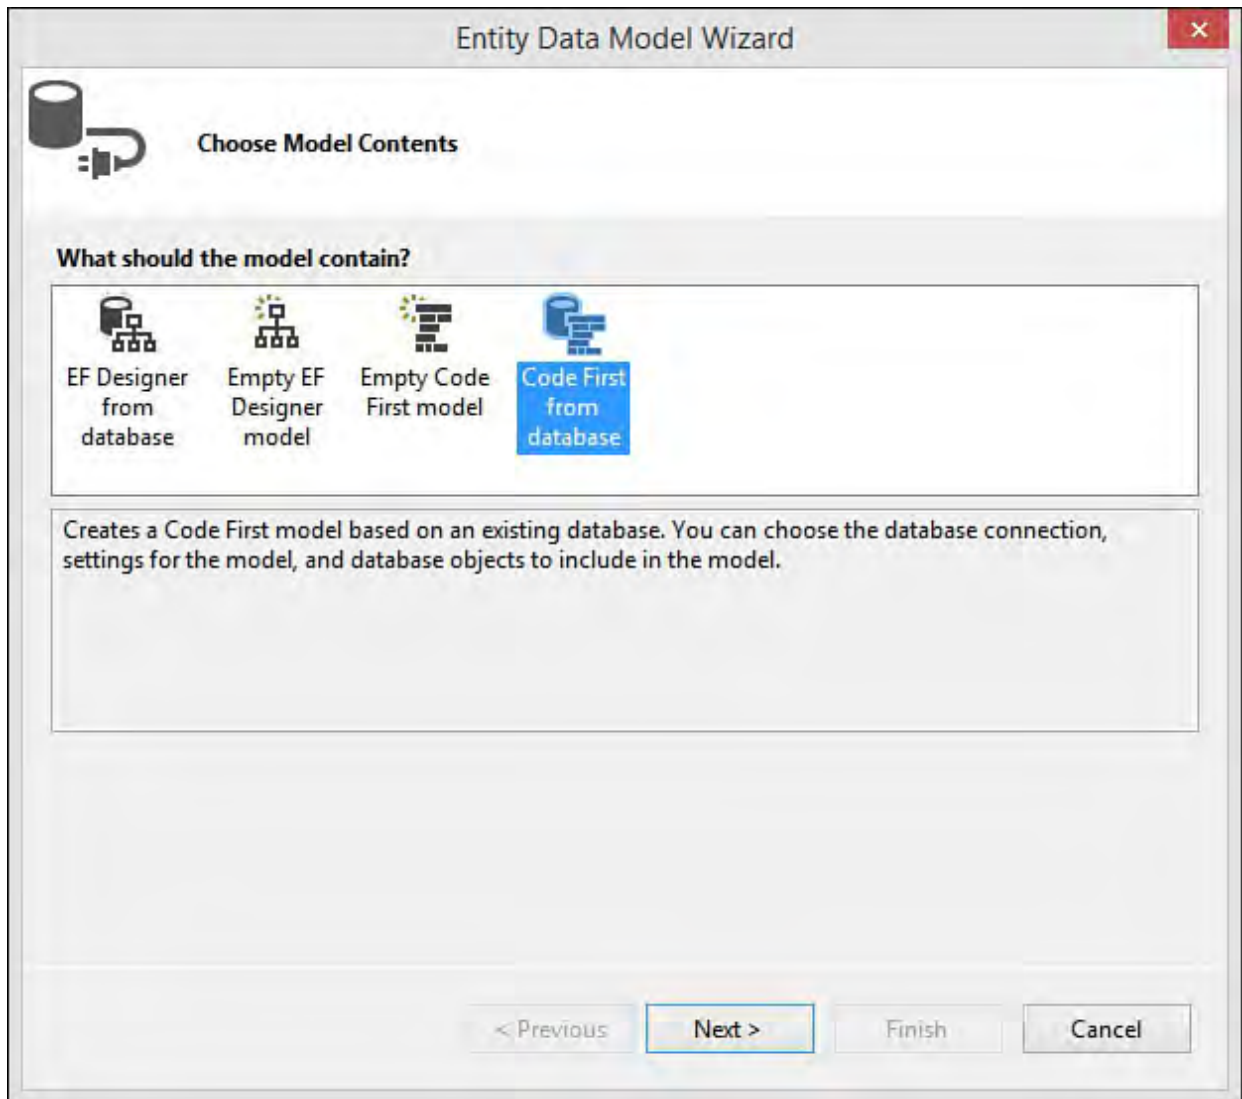 Entity Data Model Wizard
Choose Model Contents
What should the model contain?
EF Designer
from
database
Empty EF
Designer
model
Empty Code
First model
Code First
from
database
Creates a Code First model based on an existing database. You can choose the database connection,
settings for the model, and database objects to include in the model.
< Previous
Next >
Finish
Cancel